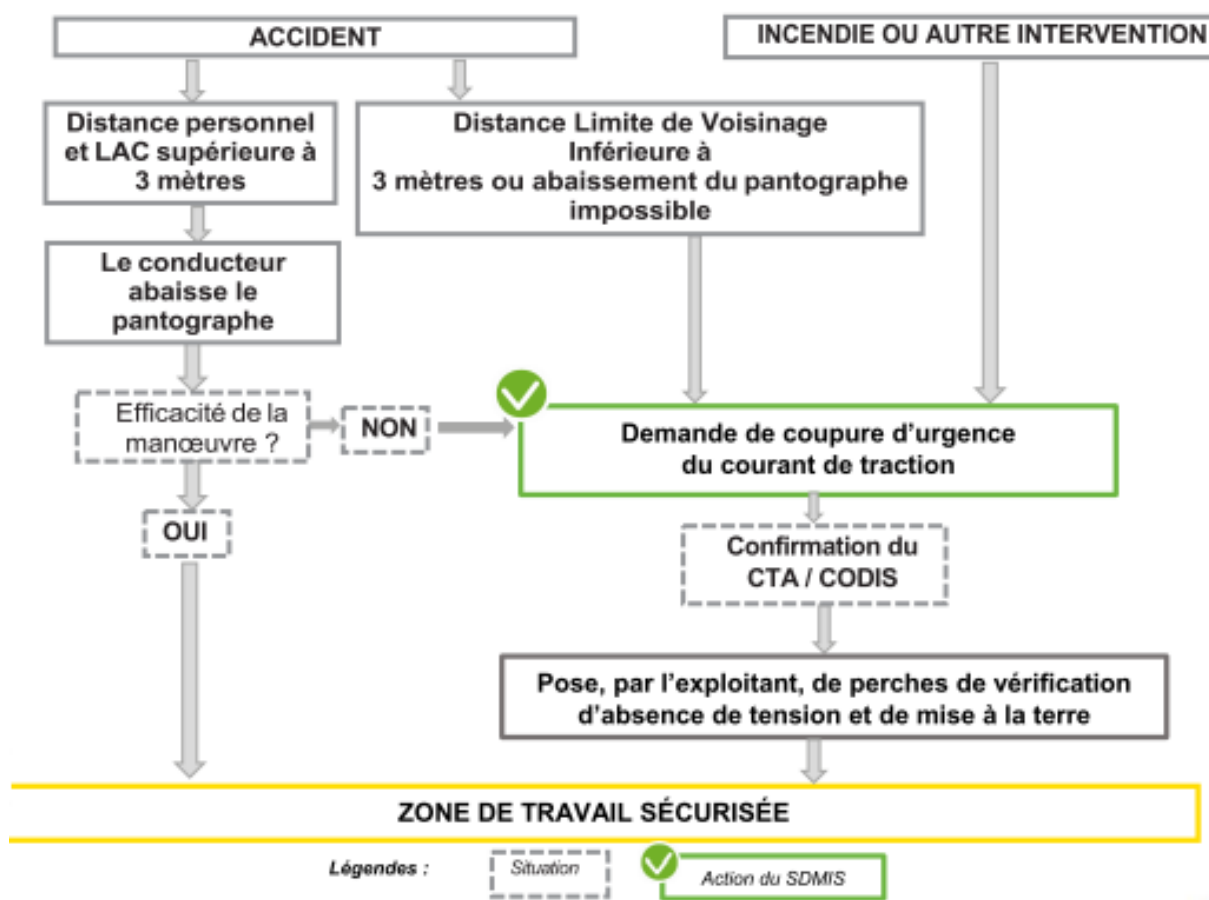 ACCIDENT
INCENDIE OU AUTRE INTERVENTION
Distance personnel
et LAC supérieure à
3 mètres
Distance Limite de Voisinage
Inférieure à
3 mètres ou abaissement du pantographe
impossible
Le conducteur
abaisse le
pantographe
Efficacité de la
manœuvre ?
NON
Demande de coupure d'urgence
du courant de traction
OUI
Confirmation du
CTA / CODIS
Pose, par l'exploitant, de perches de vérification
d'absence de tension et de mise à la terre
ZONE DE TRAVAIL SÉCURISÉE
Légendes :
Situation
Action du SDMIS